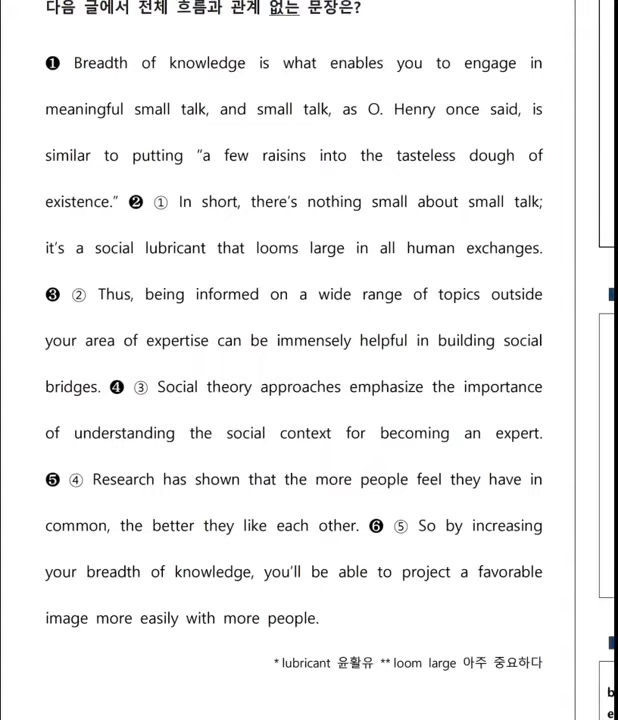 다음 글에서 전체 흐름과 관계 없는 문장은?
❶ Breadth of knowledge is what enables you to engage in
meaningful small talk, and small talk, as O. Henry once said, is
similar to putting “a few raisins into the tasteless dough of
existence.” ❷ ① In short, there’s nothing small about small talk;
it’s a social lubricant that looms large in all human exchanges.
❸ ② Thus, being informed on a wide range of topics outside
your area of expertise can be immensely helpful in building social
bridges. ❹ ③ Social theory approaches emphasize the importance
of understanding the social context for becoming an expert.
❺ ④ Research has shown that the more people feel they have in
common, the better they like each other. ❻ ⑤ So by increasing
your breadth of knowledge, you’ll be able to project a favorable
image more easily with more people.
* lubricant 윤활유 ** loom large 아주 중요하다
b
e